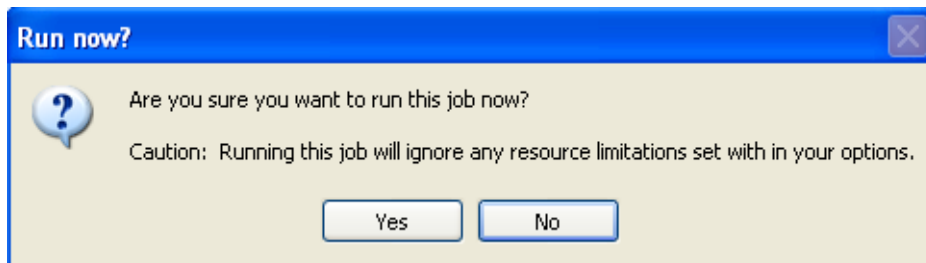 Run now?
Are you sure you want to run this job now?
Caution: Running this job will ignore any resource limitations set with in your options.
Yes
No